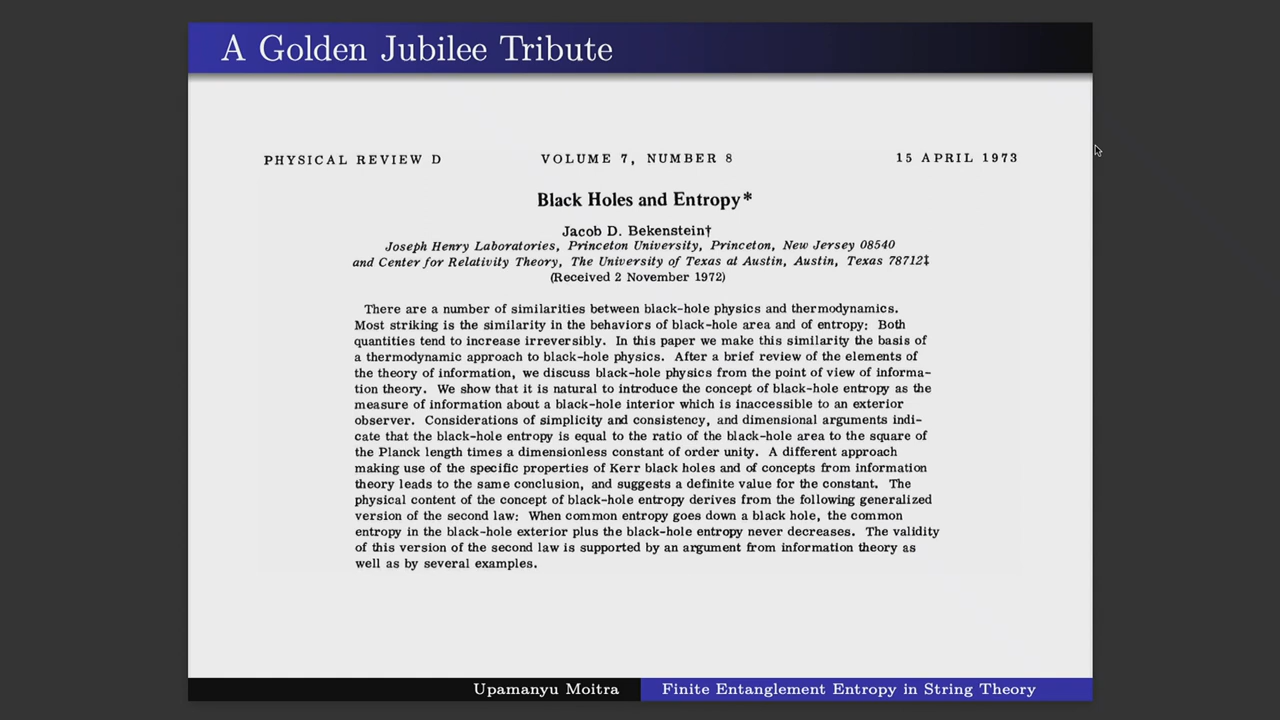 A Golden Jubilee Tribute
PHYSICAL REVIEW D VOLUME 7, NUMBER 8 15 APRIL 1973
Black Holes and Entropy*
Jacob D. Bekenstein†
Joseph Henry Laboratories, Princeton University, Princeton, New Jersey 08540
and Center for Relativity Theory, The University of Texas at Austin, Austin, Texas 78712‡
(Received 2 November 1972)
There are a number of similarities between black-hole physics and thermodynamics.
Most striking is the similarity in the behaviors of black-hole area and of entropy: Both
quantities tend to increase irreversibly. In this paper we make this similarity the basis of
a thermodynamic approach to black-hole physics. After a brief review of the elements of
the theory of information, we discuss black-hole physics from the point of view of informa-
tion theory. We show that it is natural to introduce the concept of black-hole entropy as the
measure of information about a black-hole interior which is inaccessible to an exterior
observer. Considerations of simplicity and consistency, and dimensional arguments indi-
cate that the black-hole entropy is equal to the ratio of the black-hole area to the square of
the Planck length times a dimensionless constant of order unity. A different approach
making use of the specific properties of Kerr black holes and of concepts from information
theory leads to the same conclusion, and suggests a definite value for the constant. The
physical content of the concept of black-hole entropy derives from the following generalized
version of the second law: When common entropy goes down a black hole, the common
entropy in the black-hole exterior plus the black-hole entropy never decreases. The validity
of this version of the second law is supported by an argument from information theory as
well as by several examples.
Upamanyu Moitra Finite Entanglement Entropy in String Theory